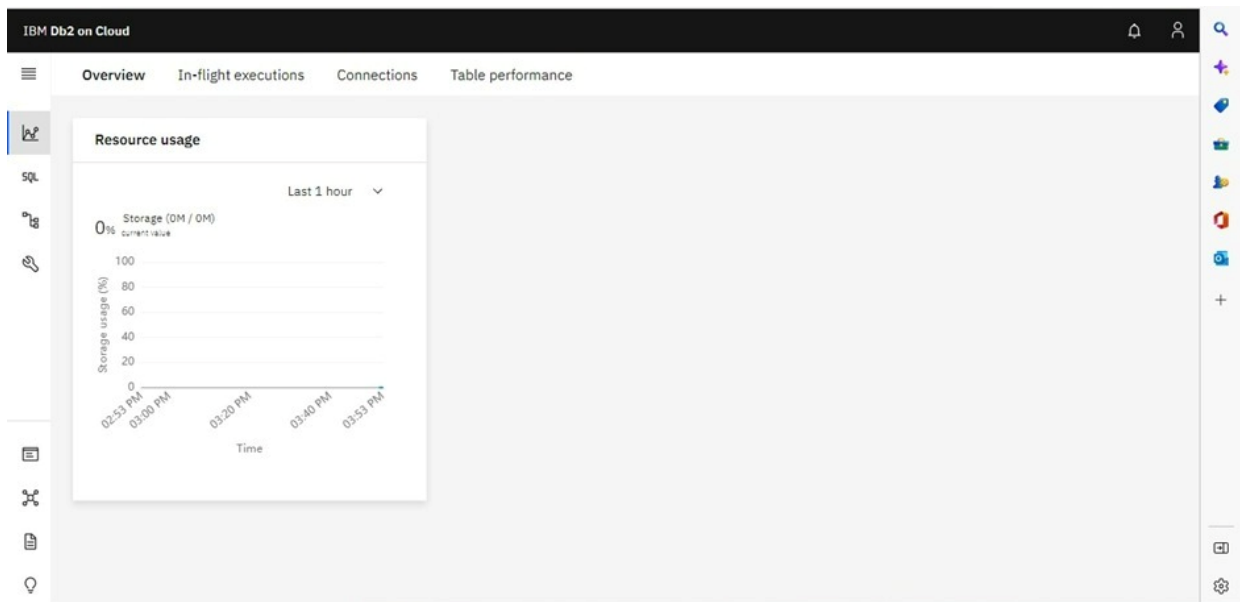 IBM Db2 on Cloud
Overview In-flight executions Connections Table performance
Resource usage
SQL
Last 1 hour
0% Storage (0M / 0M)
current value
100
80
60
40
20
0
Storage usage (%)
02:53 PM 03:00 PM 03:20 PM 03:40 PM 03:53 PM
Time